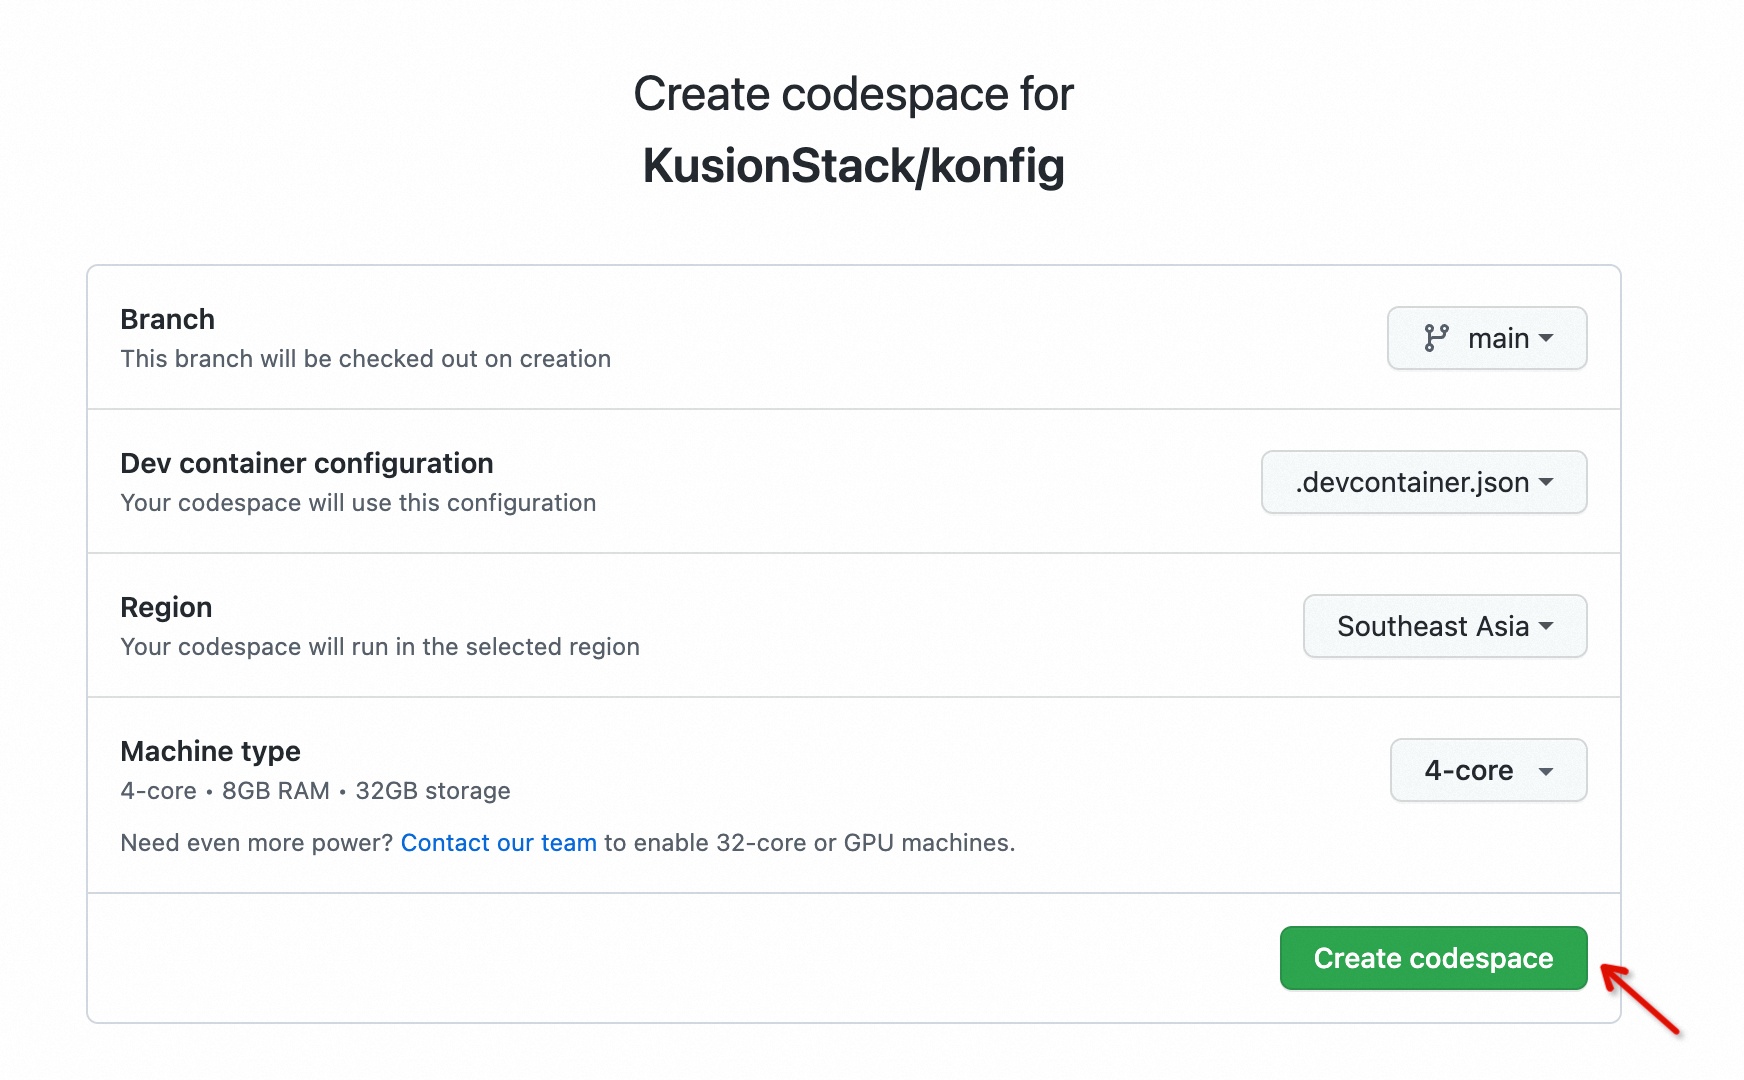 Create codespace for
KusionStack/konfig
Branch
This branch will be checked out on creation
main
Dev container configuration
Your codespace will use this configuration
.devcontainer.json
Region
Your codespace will run in the selected region
Southeast Asia
Machine type
4-core • 8GB RAM • 32GB storage
4-core
Need even more power? Contact our team to enable 32-core or GPU machines.
Create codespace